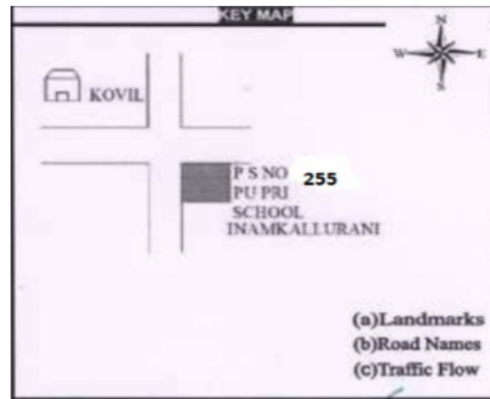 KEY MAP
N
W E
S
KOVIL
P S NO 255
PU PRI
SCHOOL
INAMKALLURANI
(a)Landmarks
(b)Road Names
(c)Traffic Flow